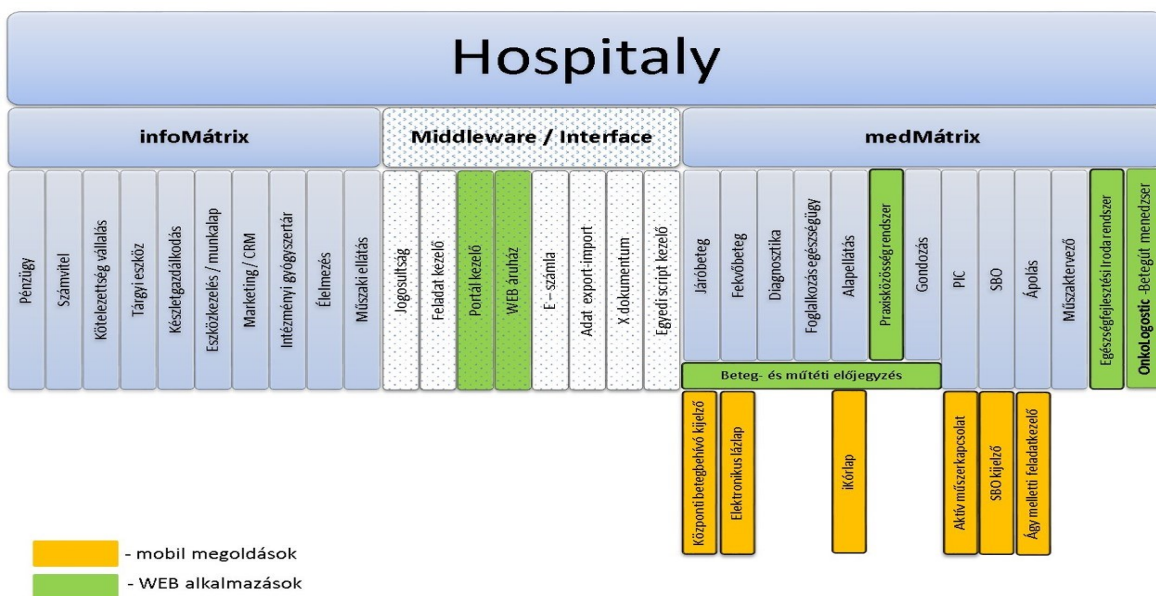 Hospitaly
infoMátrix
Middleware / Interface
medMátrix
Pénzügy
Számvitel
Kötelezettség vállalás
Tárgyi eszköz
Készletgazdalkodás
Eszközkezelés / munkalap
Marketing / CRM
Intézményi gyógyszertár
Élelmezés
Műszaki ellátás
Jogosultság
Feladat kezelő
Portál kezelő
WEB áruház
E – számla
Adat export-import
X dokumentum
Egyedi script kezelő
Járóbeteg
Fekvőbeteg
Diagnosztika
Foglalkozás egészségügy
Alapellátás
Praxisközösség rendszer
Gondozás
PIC
SBO
Ápolás
Műszaktervező
Egészségfejlesztési Iroda rendszer
OnkoLogostic -Betegút menedzser
Beteg- és műtéti előjegyzés
Központi betegbehívó kijelző
Elektronikus lázlap
iKórlap
Aktív műszerkapcsolat
SBO kijelző
Ágy melletti feladatkezelő
- mobil megoldások
- WEB alkalmazások